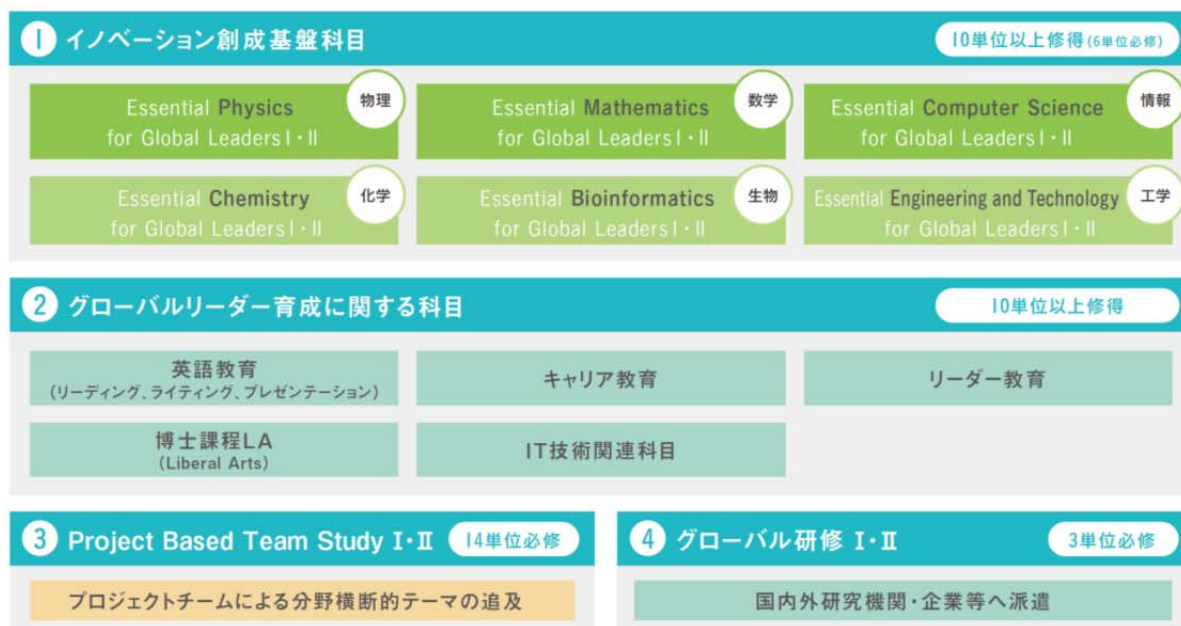 1 イノベーション創成基盤科目
10単位以上修得(6単位必修)
Essential Physics
for Global Leaders I・II
物理
Essential Mathematics
for Global Leaders I・II
数学
Essential Computer Science
for Global Leaders I・II
情報
Essential Chemistry
for Global Leaders I・II
化学
Essential Bioinformatics
for Global Leaders I・II
生物
Essential Engineering and Technology
for Global Leaders I・II
工学
2 グローバルリーダー育成に関する科目
10単位以上修得
英語教育
(リーディング、ライティング、プレゼンテーション)
キャリア教育
リーダー教育
博士課程LA
(Liberal Arts)
IT技術関連科目
3 Project Based Team Study I・II
14単位必修
プロジェクトチームによる分野横断的テーマの追及
4 グローバル研修 I・II
3単位必修
国内外研究機関・企業等へ派遣